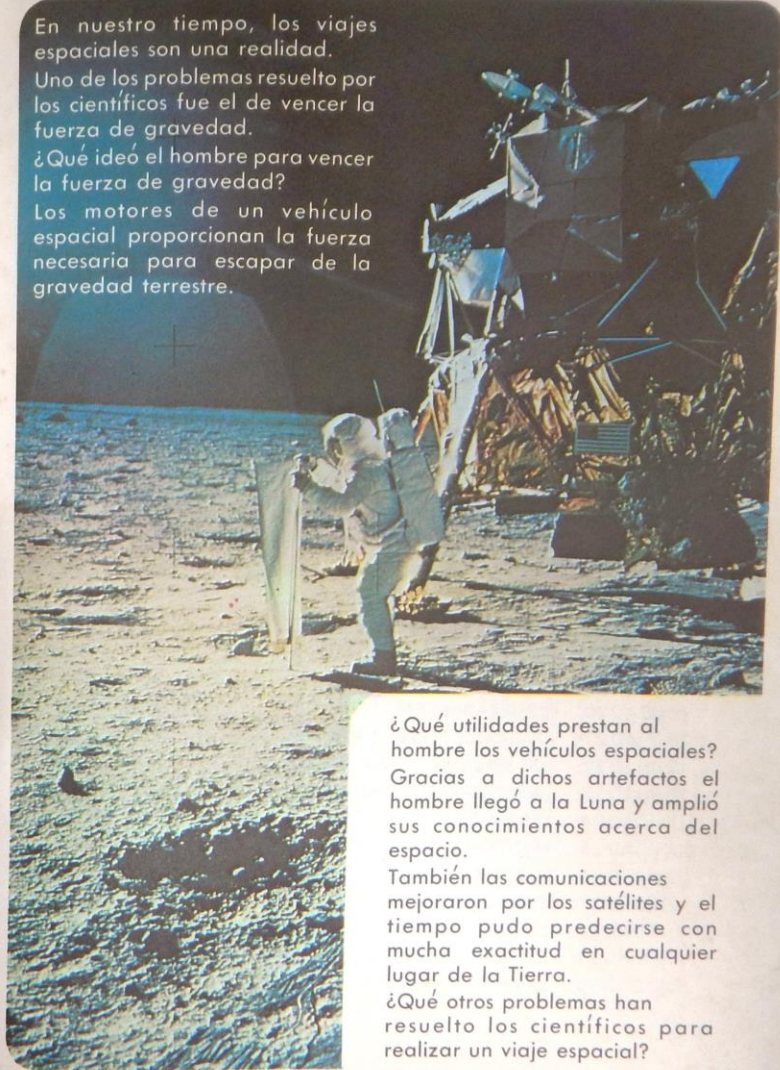 En nuestro tiempo, los viajes
espaciales son una realidad.
Uno de los problemas resuelto por
los científicos fue el de vencer la
fuerza de gravedad.
¿Qué ideó el hombre para vencer
la fuerza de gravedad?
Los motores de un vehículo
espacial proporcionan la fuerza
necesaria para escapar de la
gravedad terrestre.
¿Qué utilidades prestan al
hombre los vehículos espaciales?
Gracias a dichos artefactos el
hombre llegó a la Luna y amplió
sus conocimientos acerca del
espacio.
También las comunicaciones
mejoraron por los satélites y el
tiempo pudo predecirse con
mucha exactitud en cualquier
lugar de la Tierra.
¿Qué otros problemas han
resuelto los científicos para
realizar un viaje espacial?